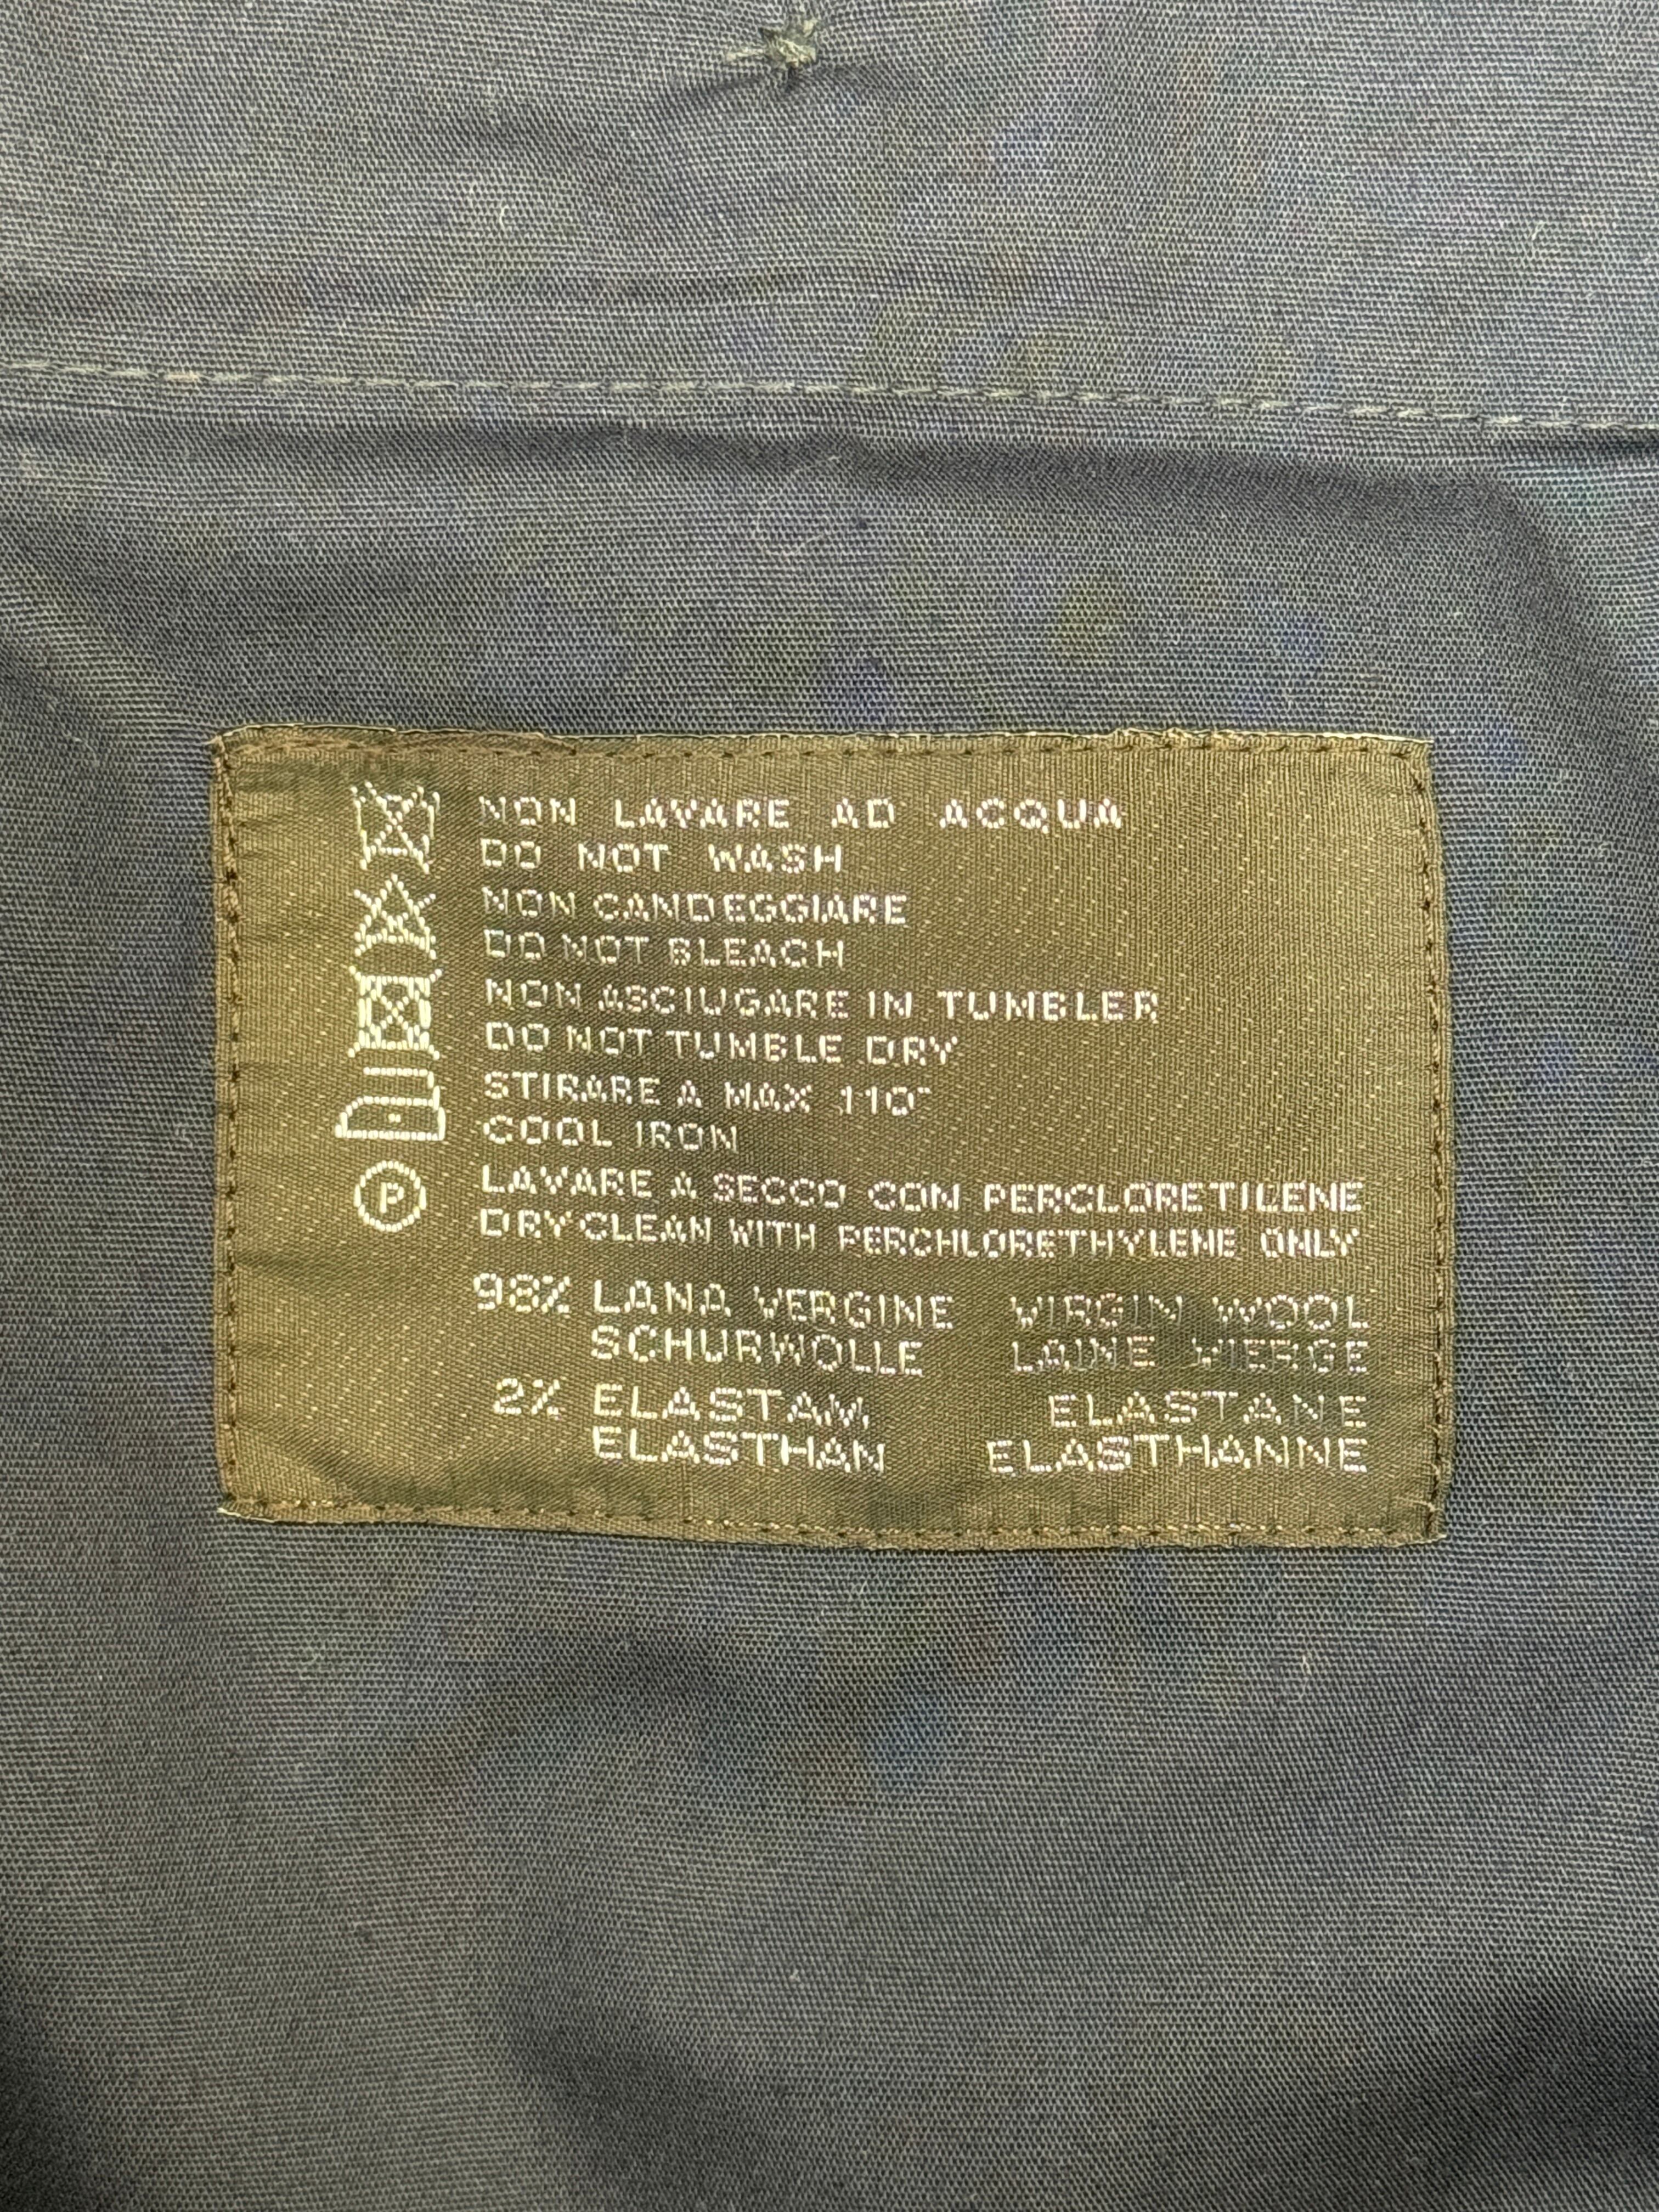 NON LAVARE AD ACQUA
DO NOT WASH
NON CANDEGGIARE
DO NOT BLEACH
NON ASCIUGARE IN TUMBLER
DO NOT TUMBLE DRY
STIRARE A MAX 110°
COOL IRON
P LAVARE A SECCO CON PERCLORETILENE
DRYCLEAN WITH PERCHLORETHYLENE ONLY
98% LANA VERGINE VIRGIN WOOL
SCHURWOLLE LAINE VIERGE
2% ELASTAM ELASTANE
ELASTHAN ELASTHANNE